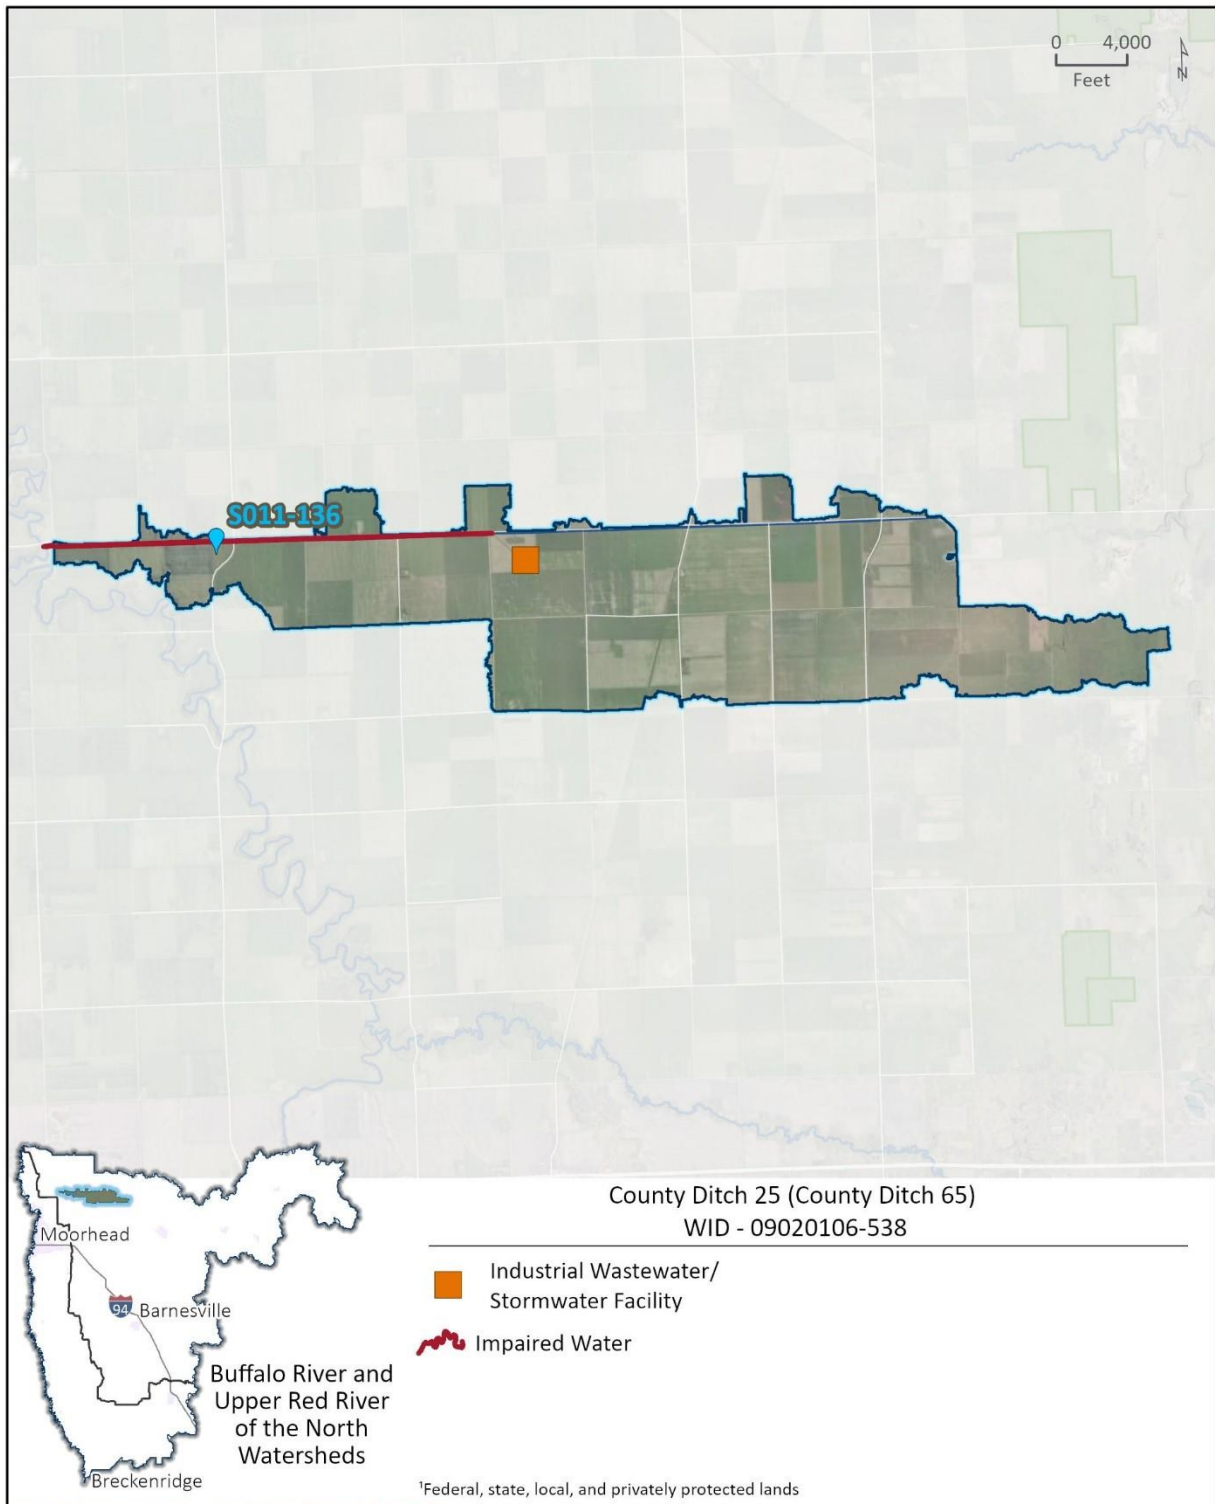 0 4,000
Feet
N
S011-136
County Ditch 25 (County Ditch 65)
WID - 09020106-538
Industrial Wastewater/
Stormwater Facility
Impaired Water
Moorhead
94 Barnesville
Buffalo River and
Upper Red River
of the North
Watersheds
Breckenridge
¹Federal, state, local, and privately protected lands